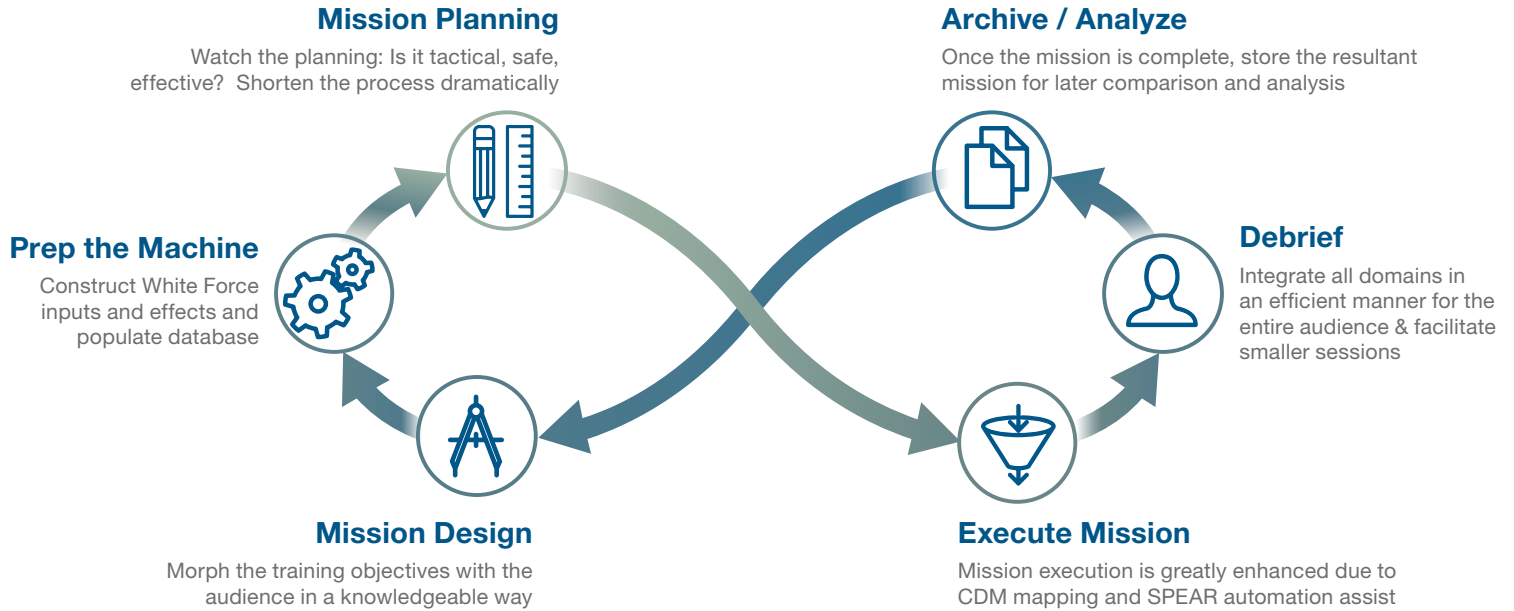 Mission Planning
Watch the planning: Is it tactical, safe,
effective?  Shorten the process dramatically
Archive / Analyze
Once the mission is complete, store the resultant
mission for later comparison and analysis
Prep the Machine
Construct White Force
inputs and effects and
populate database
Debrief
Integrate all domains in
an efficient manner for the
entire audience & facilitate
smaller sessions
Mission Design
Morph the training objectives with the
audience in a knowledgeable way
Execute Mission
Mission execution is greatly enhanced due to
CDM mapping and SPEAR automation assist